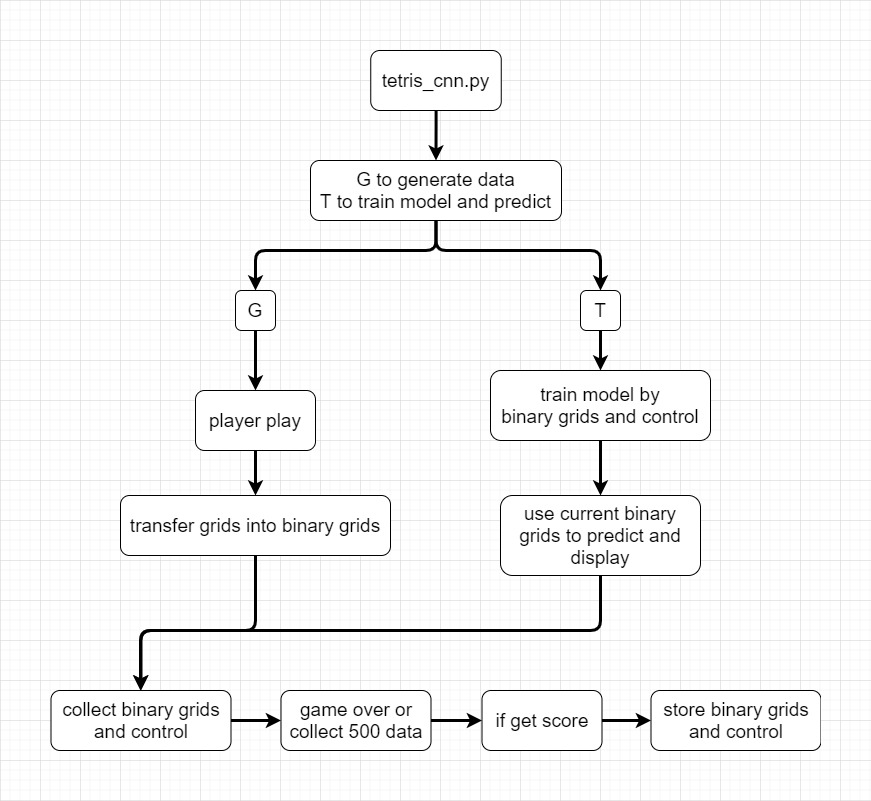 tetris_cnn.py
G to generate data
T to train model and predict
G
T
player play
train model by
binary grids and control
transfer grids into binary grids
use current binary
grids to predict and
display
collect binary grids
and control
game over or
collect 500 data
if get score
store binary grids
and control